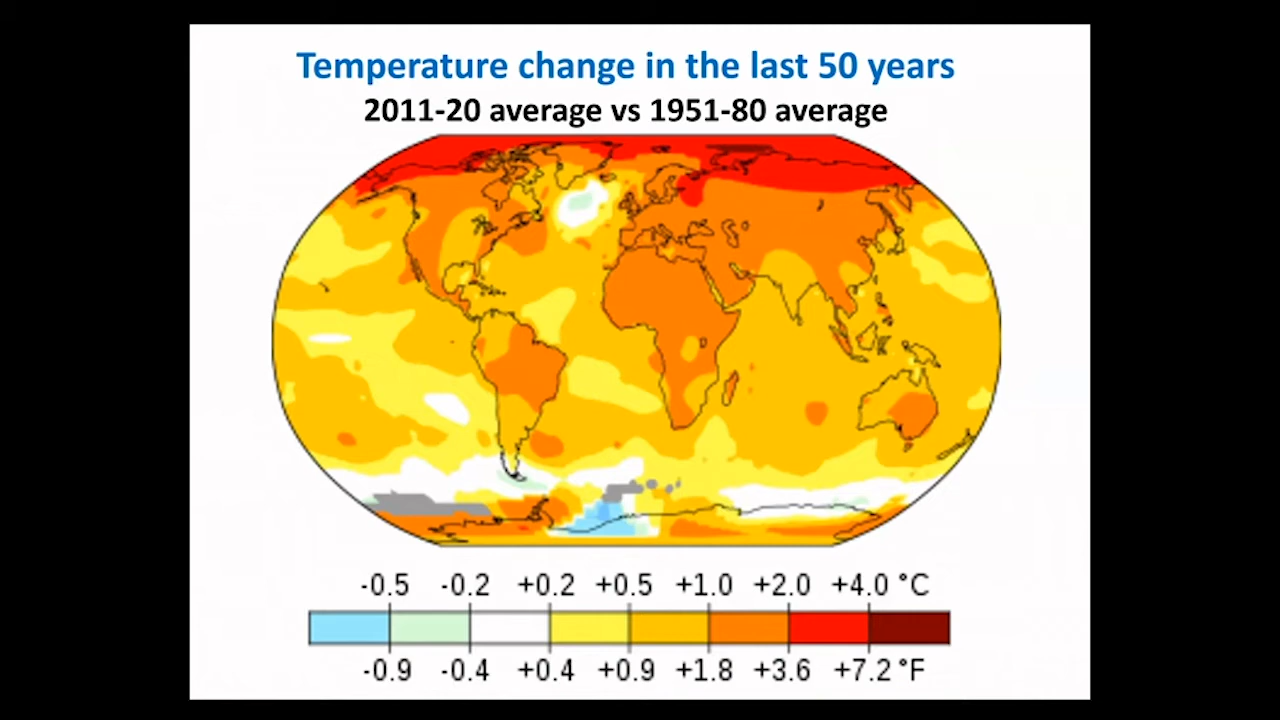 Temperature change in the last 50 years
2011-20 average vs 1951-80 average
-0.5 -0.2 +0.2 +0.5 +1.0 +2.0 +4.0 °C
-0.9 -0.4 +0.4 +0.9 +1.8 +3.6 +7.2 °F